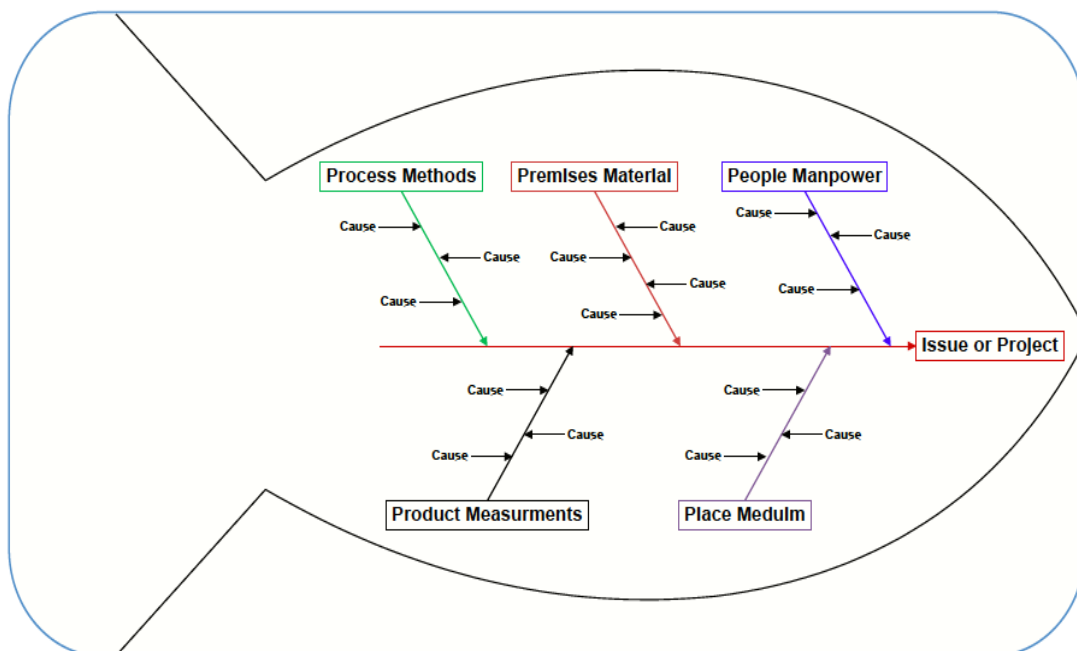 Process Methods
Premises Material
People Manpower
Cause
Cause
Cause
Cause
Cause
Cause
Cause
Cause
Cause
Cause
Issue or Project
Cause
Cause
Cause
Cause
Cause
Cause
Product Measurments
Place Medulm